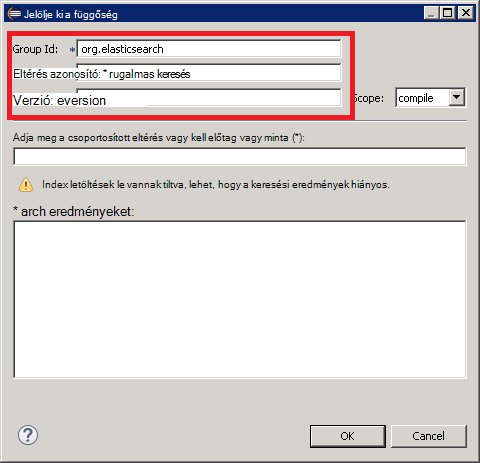 Jelölje ki a függőség
Group Id: * org.elasticsearch
Eltérés azonosító: * rugalmas keresés
Verzió: eversion
Scope: compile
Adja meg a csoportosított eltérés vagy kell előtag vagy minta (*):
Index letöltések le vannak tiltva, lehet, hogy a keresési eredmények hiányos.
* arch eredményeket:
? OK Cancel